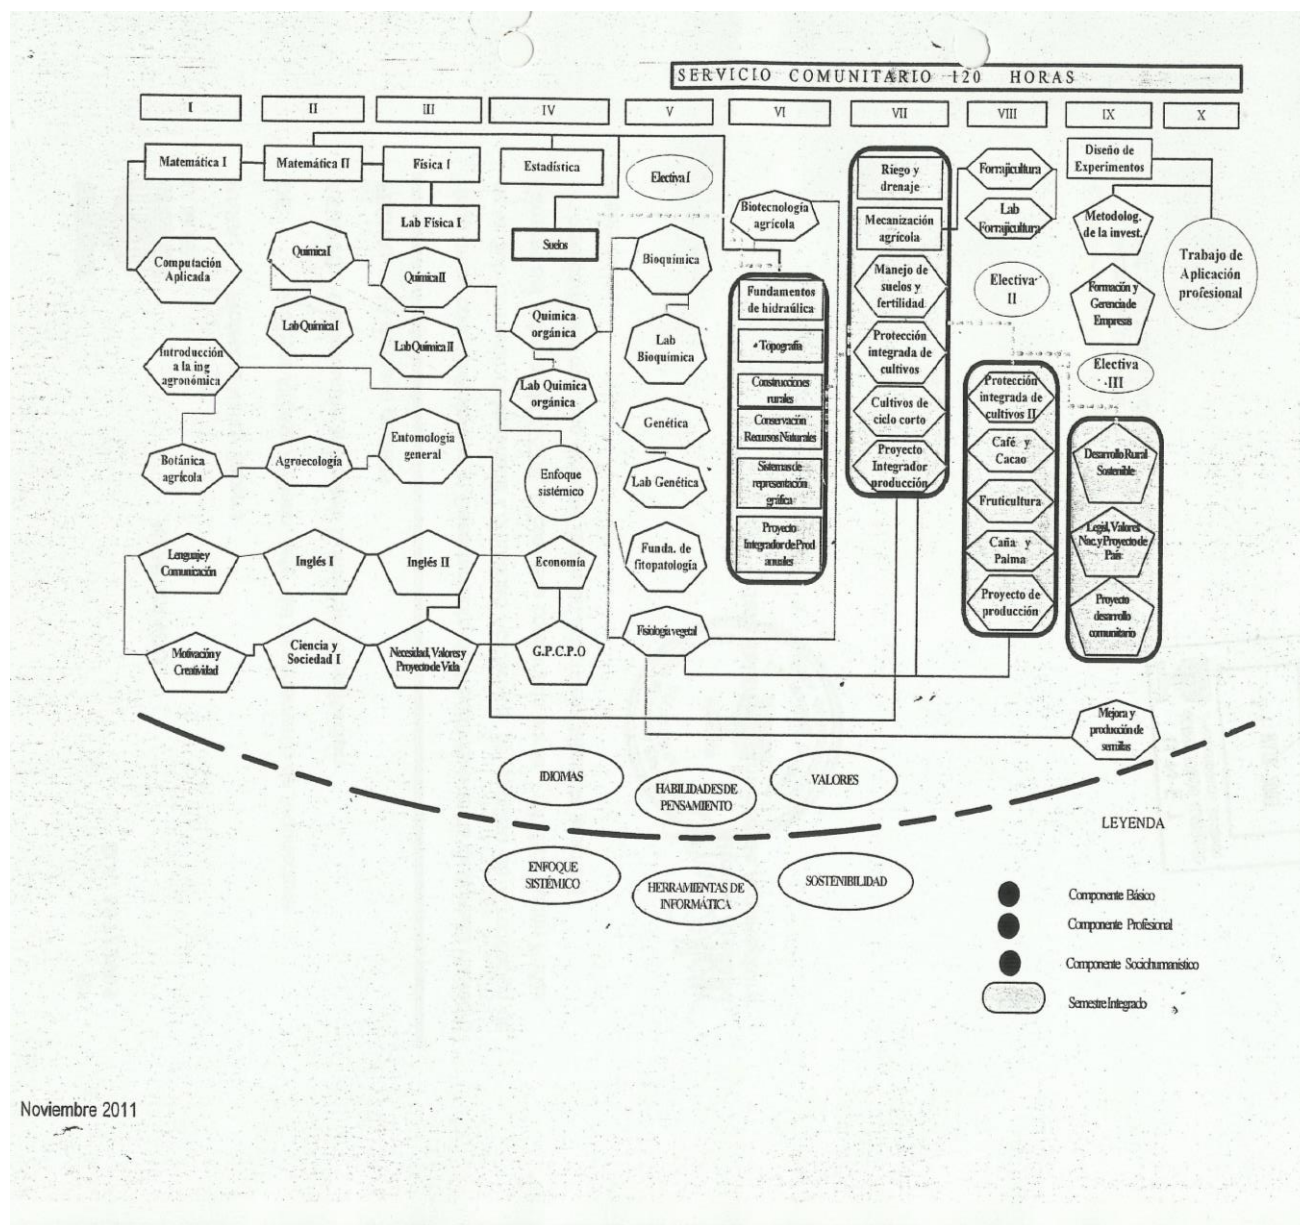 SERVICIO COMUNITARIO 120 HORAS
I
II
III
IV
V
VI
VII
VIII
IX
X
Matemática I
Matemática II
Física I
Estadística
Electiva I
Riego y
drenaje
Forrajicultura
Diseño de
Experimentos
Lab Física I
Biotecnología
agrícola
Mecanización
agrícola
Lab
Forrajicultura
Metodolog.
de la invest.
Computación
Aplicada
Química I
Química II
Suelos
Bioquímica
Manejo de
suelos y
fertilidad
Electiva
II
Formación y
Gerencia de
Empresas
Trabajo de
Aplicación
profesional
Lab Química I
Lab Química II
Química
orgánica
Lab
Bioquímica
Fundamentos
de hidraúlica
Topografía
Protección
integrada de
cultivos
Electiva
III
Introducción
a la ing
agronómica
Lab Química
orgánica
Construcciones
rurales
Cultivos de
ciclo corto
Protección
integrada de
cultivos II
Genética
Conservación
Recursos Naturales
Café y
Cacao
Desarrollo Rural
Sostenible
Botánica
agrícola
Agroecología
Entomología
general
Enfoque
sistémico
Lab Genética
Sistemas de
representación
gráfica
Proyecto
Integrador
producción
Fruticultura
Lenguaje y
Comunicación
Inglés I
Inglés II
Economía
Funda. de
fitopatología
Proyecto
Integrador de Prod
anuales
Caña y
Palma
Legal, Valores
Nac. y Proyecto de
País
Proyecto de
producción
Proyecto
desarrollo
comunitario
Motivación y
Creatividad
Ciencia y
Sociedad I
Necesidad, Valores y
Proyecto de Vida
G.P.C.P.O
Fisiología vegetal
Mejora y
producción de
semillas
IDIOMAS
HABILIDADES DE
PENSAMIENTO
VALORES
ENFOQUE
SISTÉMICO
HERRAMIENTAS DE
INFORMÁTICA
SOSTENIBILIDAD
LEYENDA
Componente Básico
Componente Profesional
Componente Sociohumanístico
Semestre Integrado
Noviembre 2011